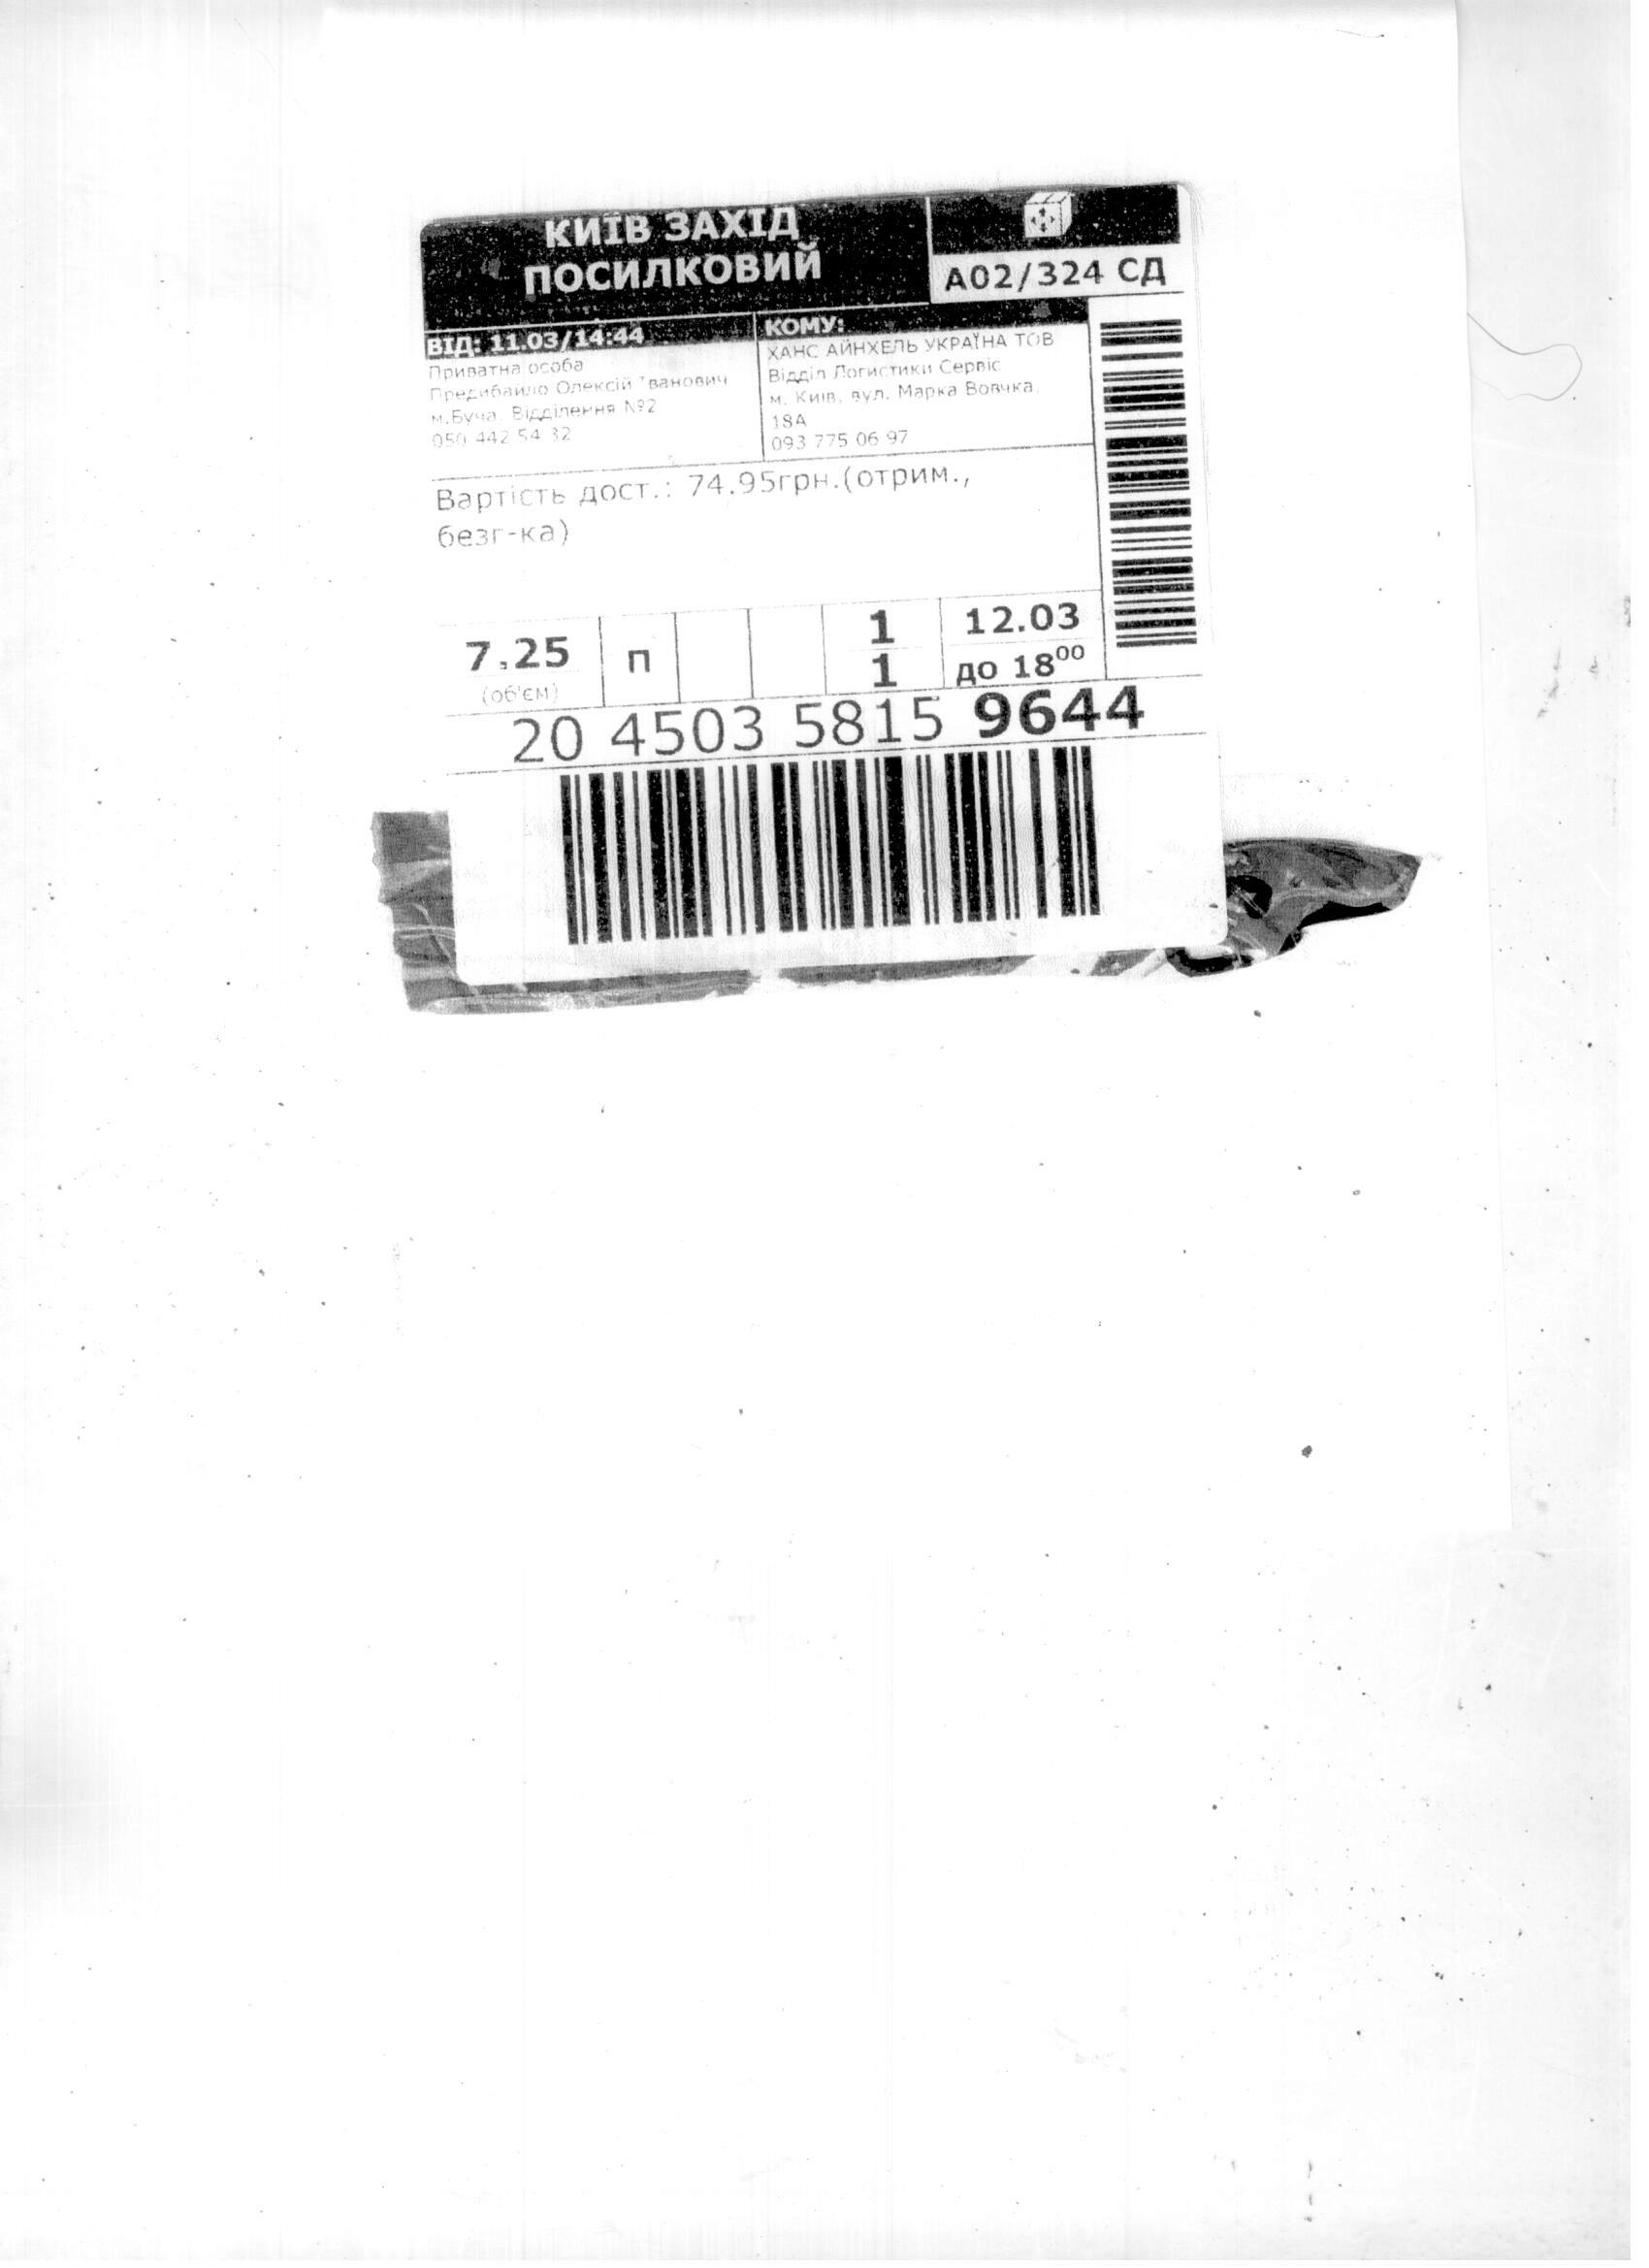 КИЇВ ЗАХІД
ПОСИЛКОВИЙ
А02/324 СД
ВІД: 11.03/14:44
Приватна особа
Предибайло Олексій Іванович
м.Буча, Відділення №2
050 442 54 32
КОМУ:
ХАНС АЙНХЕЛЬ УКРАЇНА ТОВ
Відділ Логистики Сервіс
м. Київ, вул. Марка Вовчка,
18А
093 775 06 97
Вартість дост.: 74.95грн.(отрим.,
безг-ка)
7.25
(об'єм)
П
1
1
12.03
до 18⁰⁰
20 4503 5815 9644